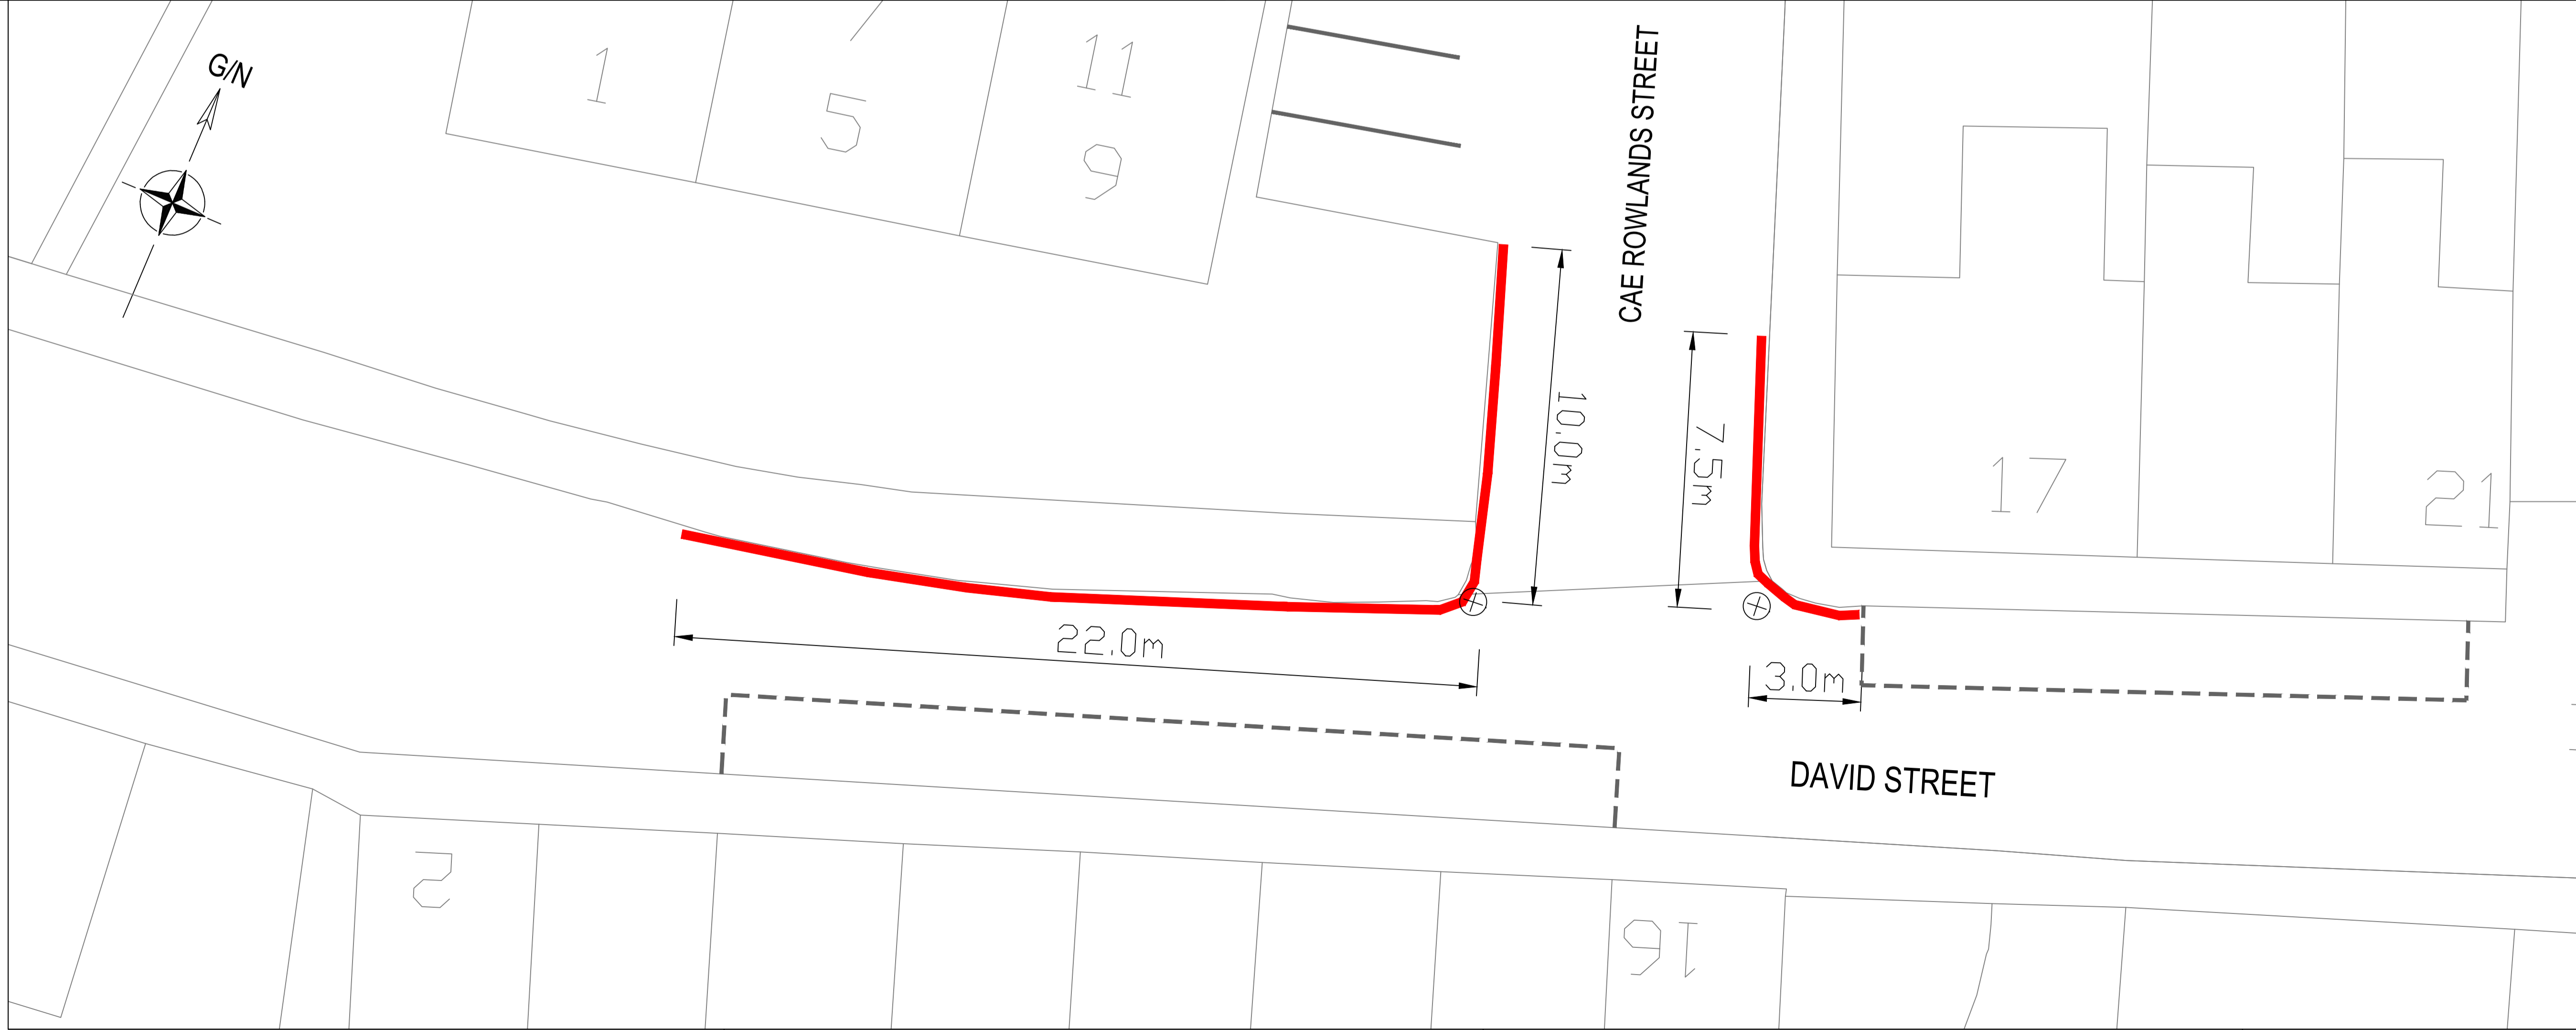 G/N
1
5
11
9
CAE ROWLANDS STREET
10.0m
7.5m
17
21
22.0m
3.0m
DAVID STREET
2
16